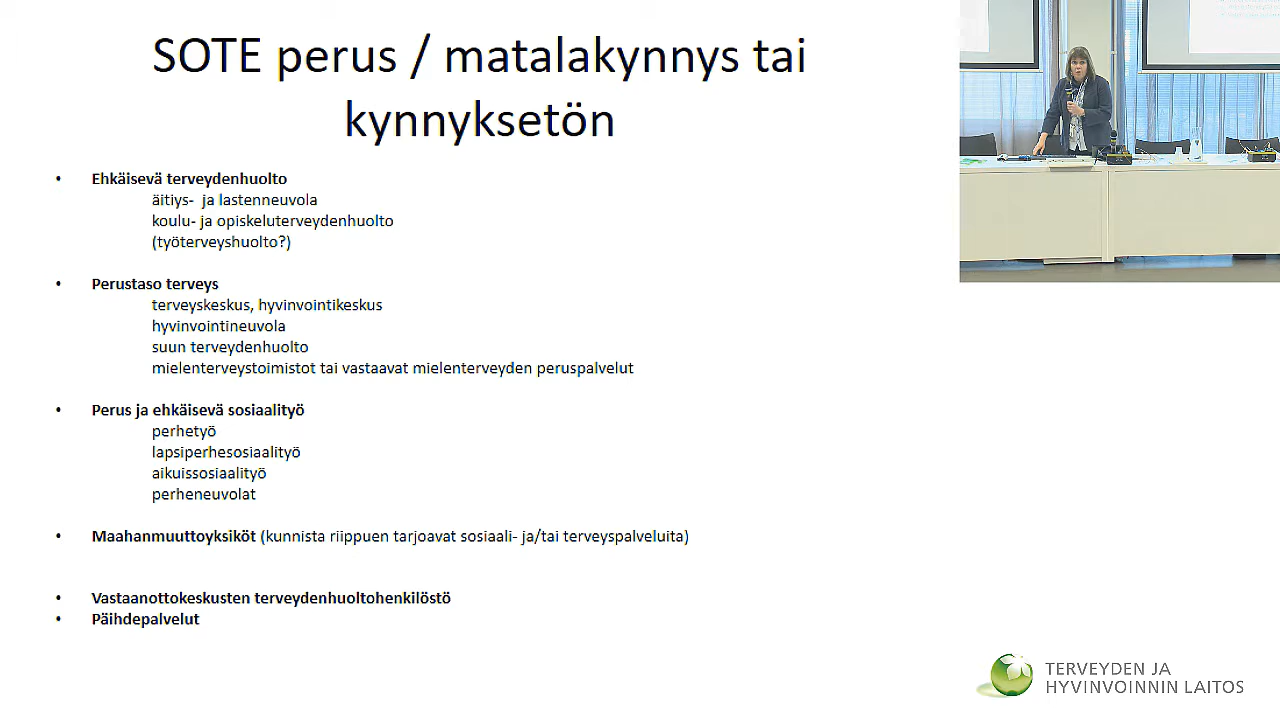 SOTE perus / matalakynnys tai
kynnyksetön
• Ehkäisevä terveydenhuolto
äitiys- ja lastenneuvola
koulu- ja opiskeluterveydenhuolto
(työterveyshuolto?)
• Perustaso terveys
terveyskeskus, hyvinvointikeskus
hyvinvointineuvola
suun terveydenhuolto
mielenterveystoimistot tai vastaavat mielenterveyden peruspalvelut
• Perus ja ehkäisevä sosiaalityö
perhetyö
lapsiperhesosiaalityö
aikuissosiaalityö
perheneuvolat
• Maahanmuuttoyksiköt (kunnista riippuen tarjoavat sosiaali- ja/tai terveyspalveluita)
• Vastaanottokeskusten terveydenhuoltohenkilöstö
• Päihdepalvelut
TERVEYDEN JA
HYVINVOINNIN LAITOS